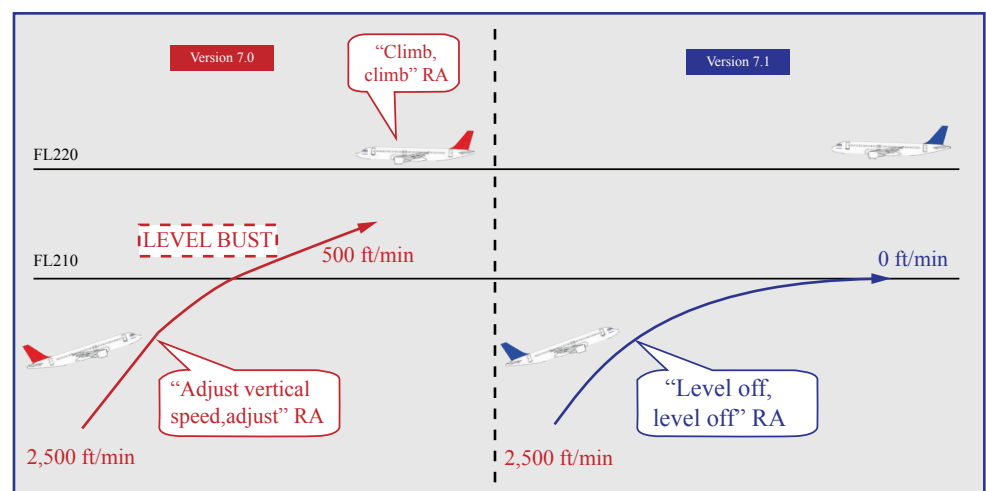 Version 7.0
“Climb,
climb” RA
FL220
LEVEL BUST
500 ft/min
FL210
“Adjust vertical
speed,adjust” RA
2,500 ft/min
Version 7.1
0 ft/min
“Level off,
level off” RA
2,500 ft/min